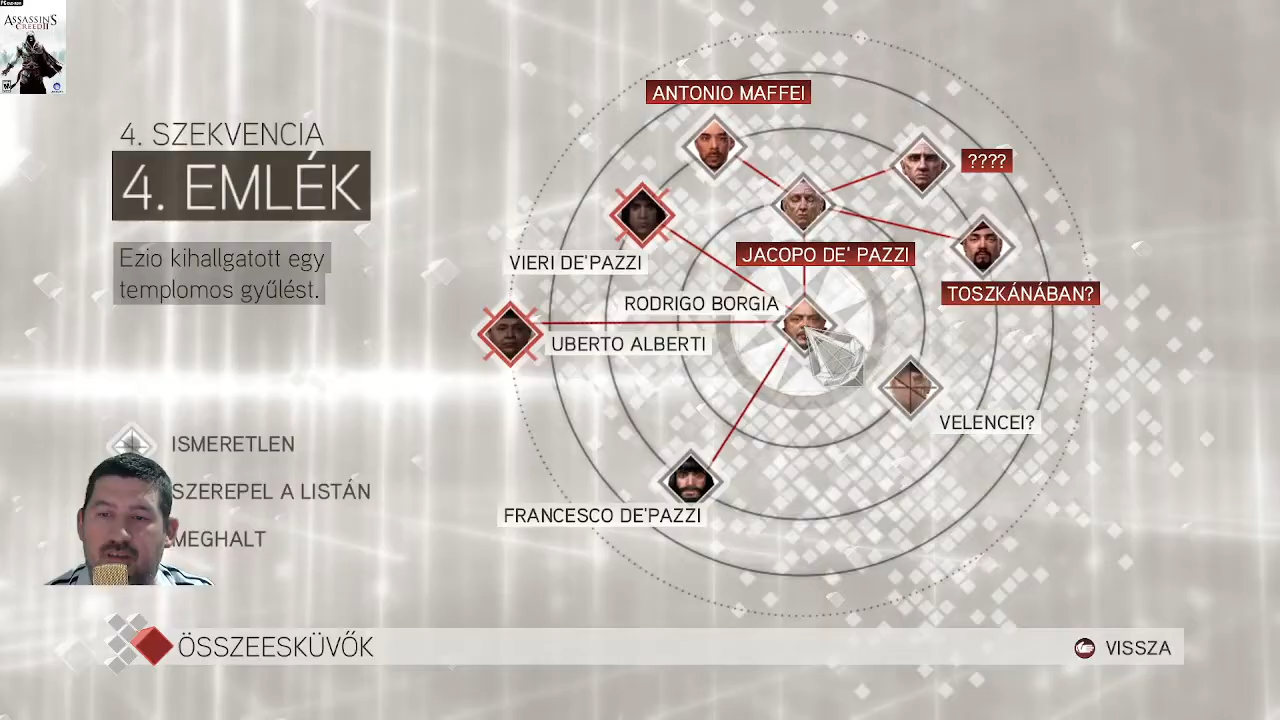 ASSASSIN'S
CREED II
4. SZEKVENCIA
4. EMLÉK
Ezio kihallgatott egy
templomos gyűlést.
ANTONIO MAFFEI
????
VIERI DE'PAZZI
JACOPO DE' PAZZI
TOSZKÁNÁBAN?
RODRIGO BORGIA
UBERTO ALBERTI
VELENCEI?
FRANCESCO DE'PAZZI
ISMERETLEN
SZEREPEL A LISTÁN
MEGHALT
ÖSSZEESKÜVŐK
VISSZA